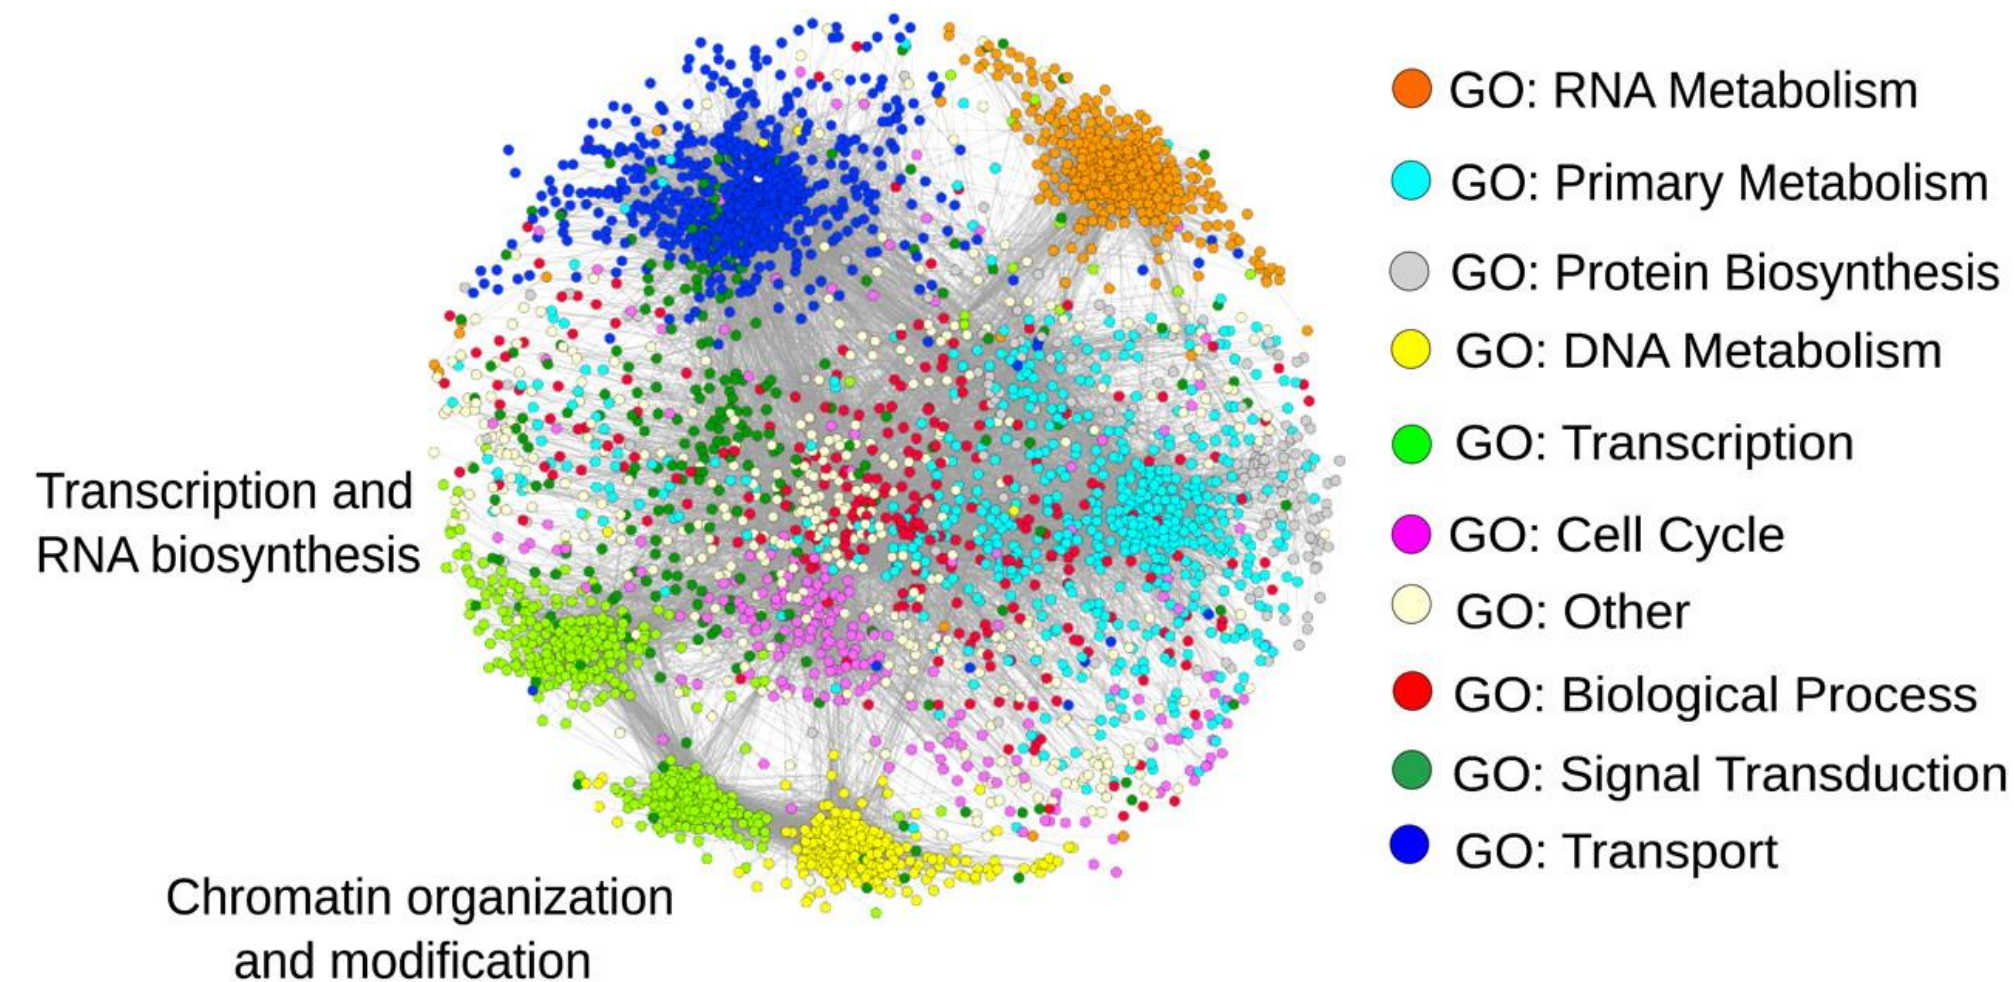 GO: RNA Metabolism
GO: Primary Metabolism
GO: Protein Biosynthesis
GO: DNA Metabolism
GO: Transcription
GO: Cell Cycle
GO: Other
GO: Biological Process
GO: Signal Transduction
GO: Transport
Transcription and
RNA biosynthesis
Chromatin organization
and modification